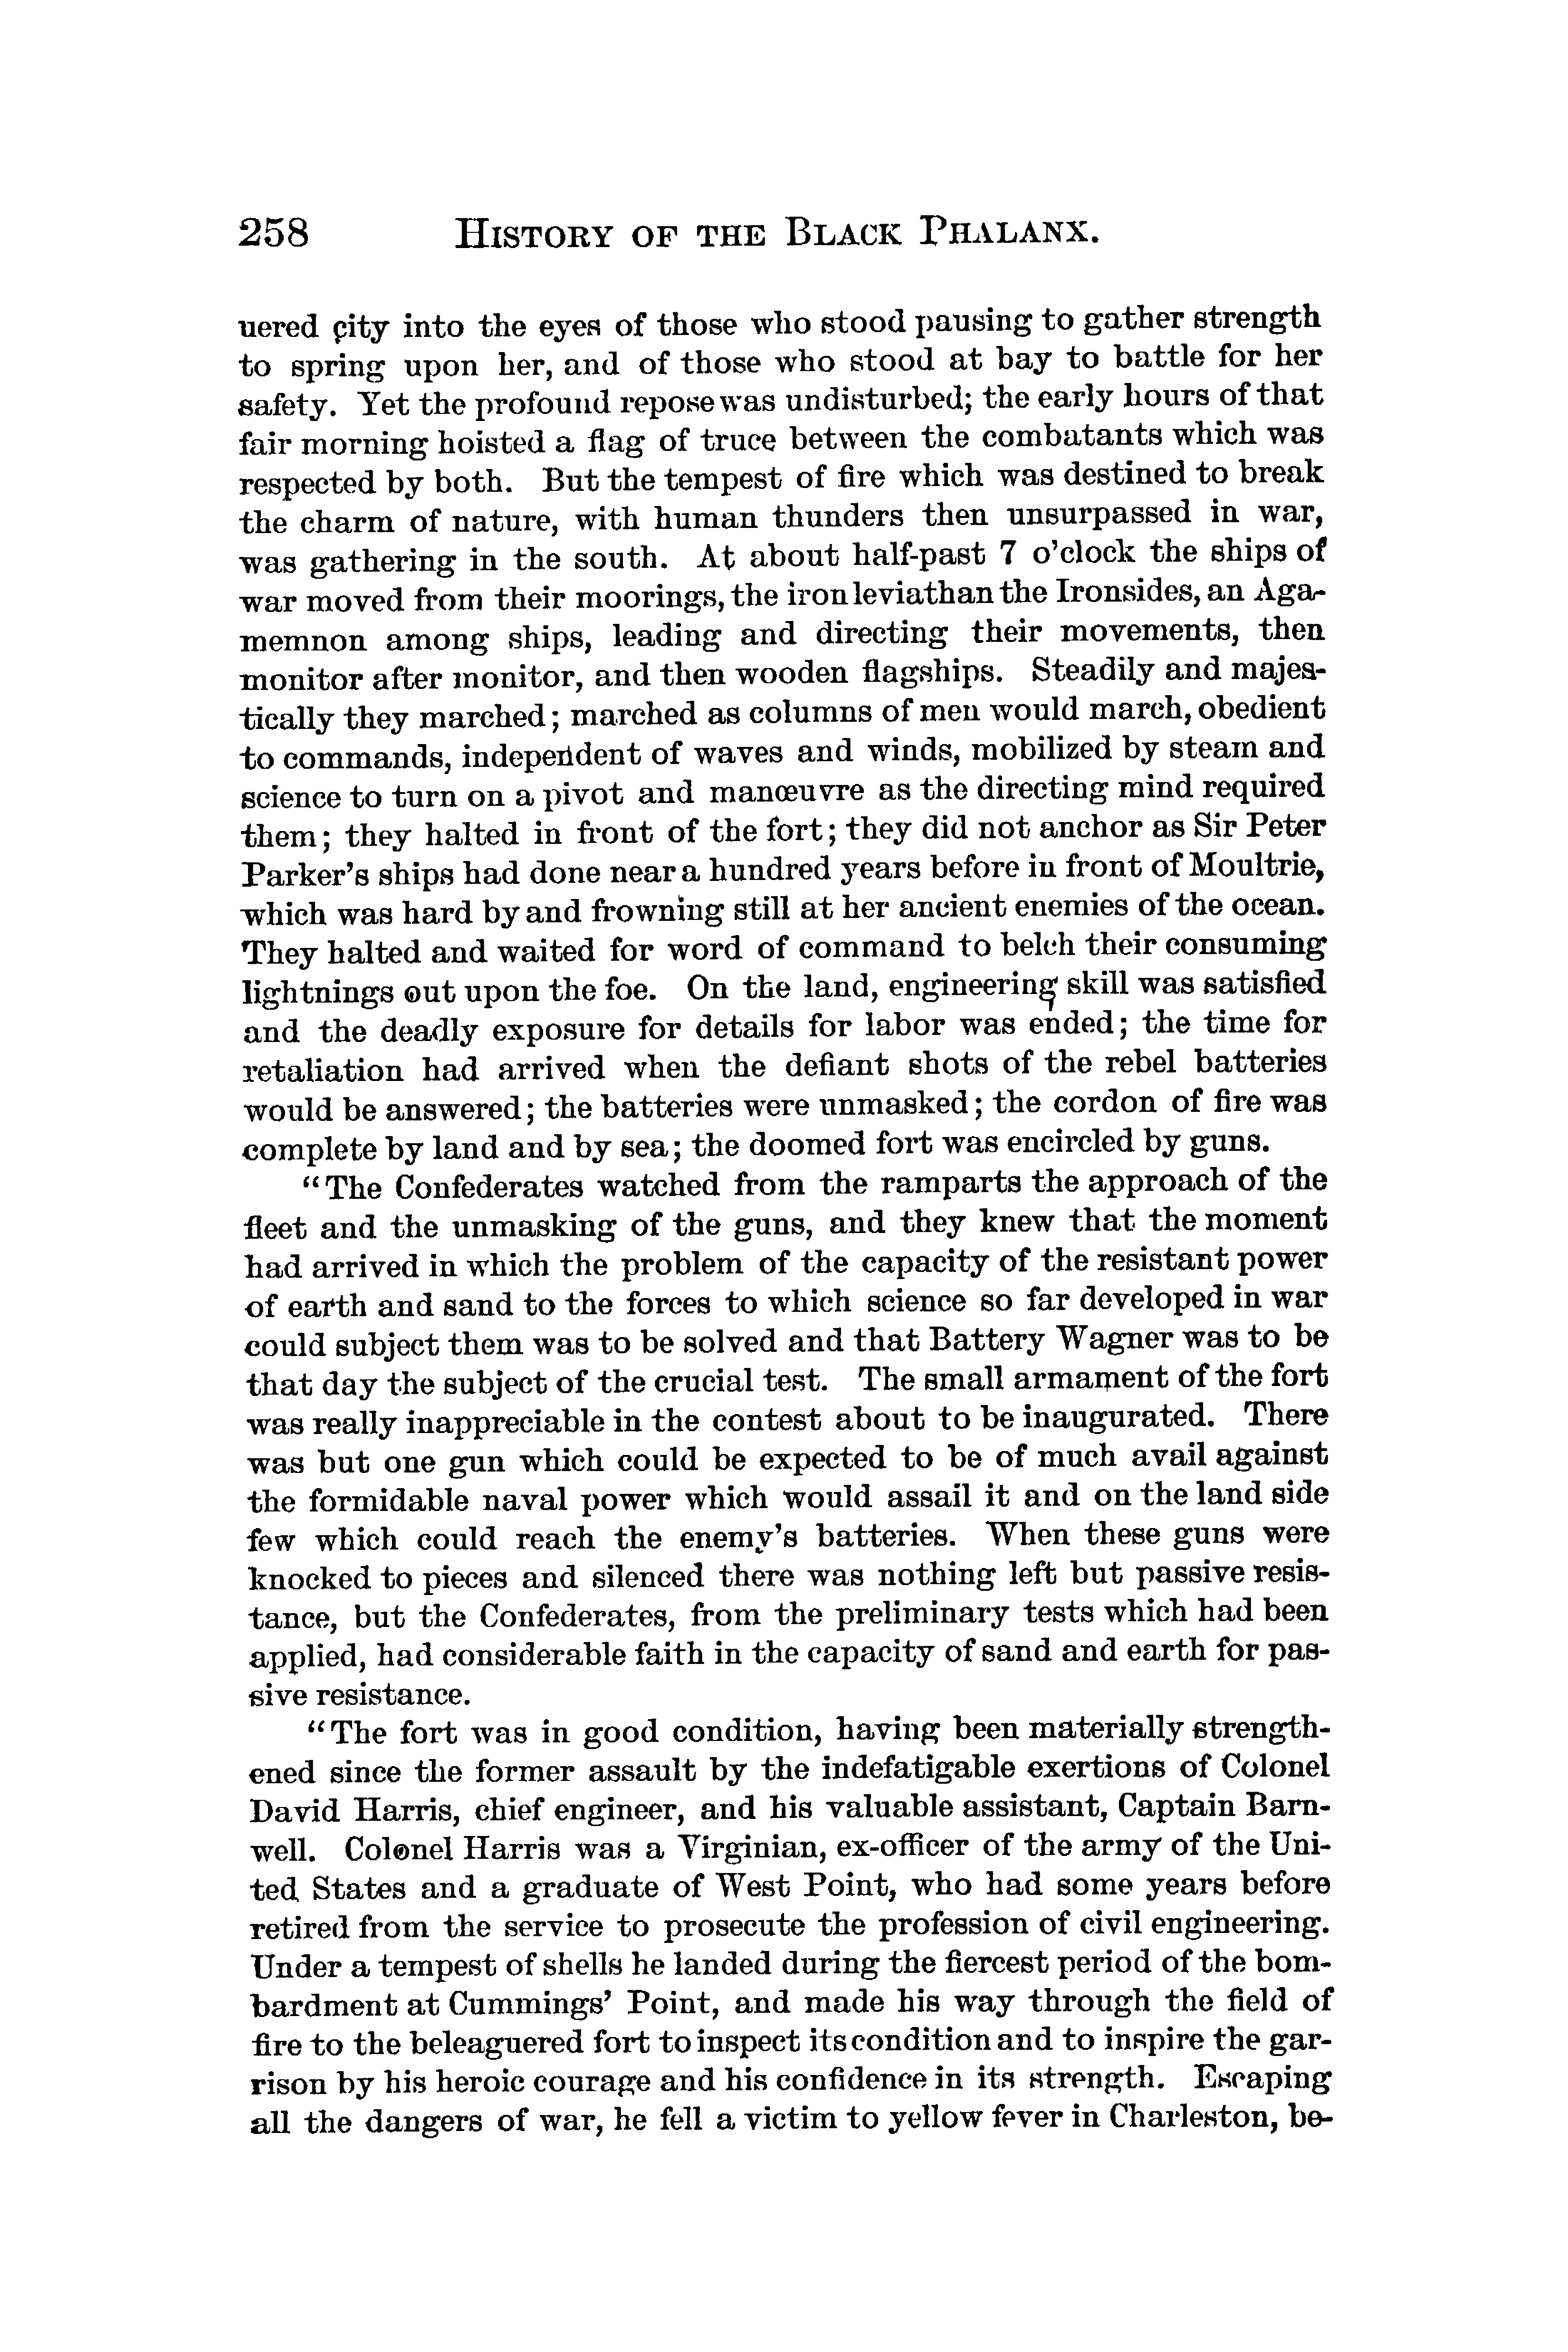 258 HISTORY OF THE BLACK PHALANX.
uered city into the eyes of those who stood pausing to gather strength
to spring upon her, and of those who stood at bay to battle for her
safety. Yet the profound repose was undisturbed; the early hours of that
fair morning hoisted a flag of truce between the combatants which was
respected by both. But the tempest of fire which was destined to break
the charm of nature, with human thunders then unsurpassed in war,
was gathering in the south. At about half-past 7 o'clock the ships of
war moved from their moorings, the iron leviathan the Ironsides, an Aga-
memnon among ships, leading and directing their movements, then
monitor after monitor, and then wooden flagships. Steadily and majes-
tically they marched; marched as columns of men would march, obedient
to commands, independent of waves and winds, mobilized by steam and
science to turn on a pivot and manœuvre as the directing mind required
them; they halted in front of the fort; they did not anchor as Sir Peter
Parker's ships had done near a hundred years before in front of Moultrie,
which was hard by and frowning still at her ancient enemies of the ocean.
They halted and waited for word of command to belch their consuming
lightnings out upon the foe. On the land, engineering skill was satisfied
and the deadly exposure for details for labor was ended; the time for
retaliation had arrived when the defiant shots of the rebel batteries
would be answered; the batteries were unmasked; the cordon of fire was
complete by land and by sea; the doomed fort was encircled by guns.
"The Confederates watched from the ramparts the approach of the
fleet and the unmasking of the guns, and they knew that the moment
had arrived in which the problem of the capacity of the resistant power
of earth and sand to the forces to which science so far developed in war
could subject them was to be solved and that Battery Wagner was to be
that day the subject of the crucial test. The small armament of the fort
was really inappreciable in the contest about to be inaugurated. There
was but one gun which could be expected to be of much avail against
the formidable naval power which would assail it and on the land side
few which could reach the enemy's batteries. When these guns were
knocked to pieces and silenced there was nothing left but passive resis-
tance, but the Confederates, from the preliminary tests which had been
applied, had considerable faith in the capacity of sand and earth for pas-
sive resistance.
"The fort was in good condition, having been materially strength-
ened since the former assault by the indefatigable exertions of Colonel
David Harris, chief engineer, and his valuable assistant, Captain Barn-
well. Colonel Harris was a Virginian, ex-officer of the army of the Uni-
ted States and a graduate of West Point, who had some years before
retired from the service to prosecute the profession of civil engineering.
Under a tempest of shells he landed during the fiercest period of the bom-
bardment at Cummings' Point, and made his way through the field of
fire to the beleaguered fort to inspect its condition and to inspire the gar-
rison by his heroic courage and his confidence in its strength. Escaping
all the dangers of war, he fell a victim to yellow fever in Charleston, be-